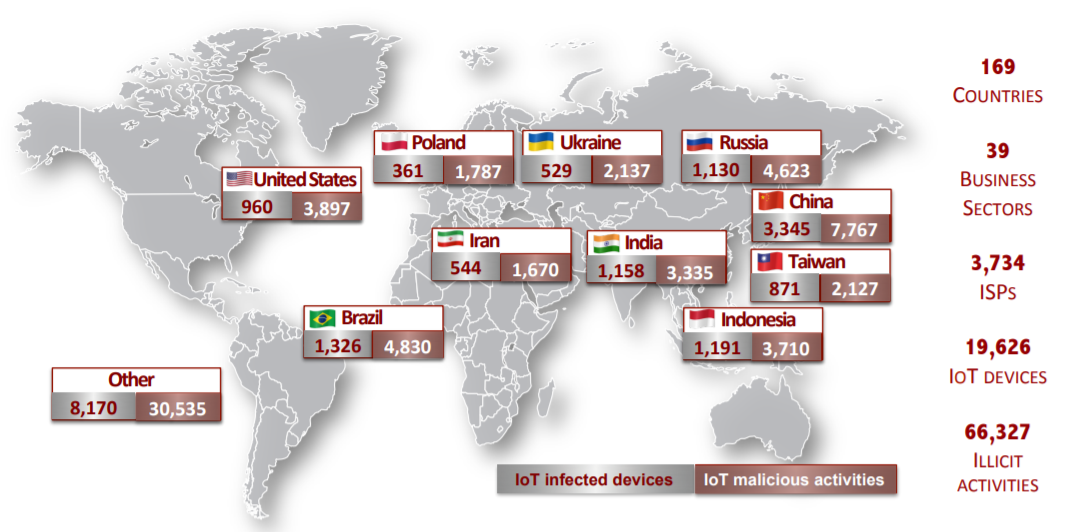 Poland
361 1,787
Ukraine
529 2,137
Russia
1,130 4,623
United States
960 3,897
China
3,345 7,767
Iran
544 1,670
India
1,158 3,335
Taiwan
871 2,127
Brazil
1,326 4,830
Indonesia
1,191 3,710
Other
8,170 30,535
IoT infected devices
IoT malicious activities
169
COUNTRIES
39
BUSINESS
SECTORS
3,734
ISPS
19,626
IOT DEVICES
66,327
ILLICIT
ACTIVITIES